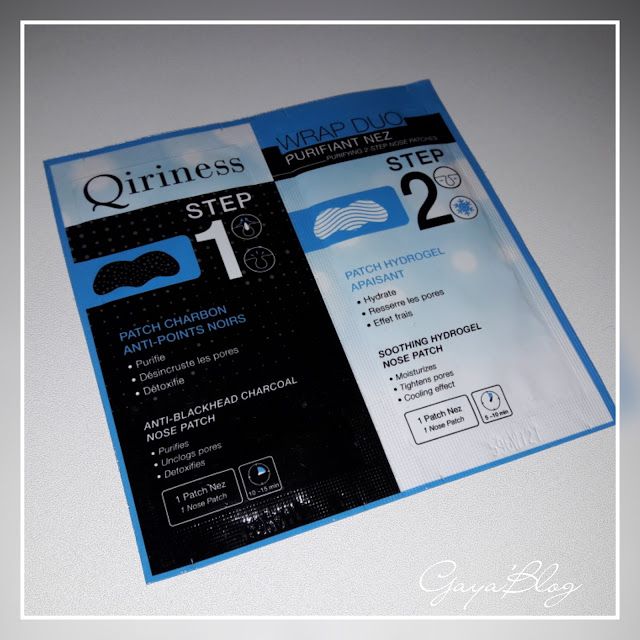 Qiriness
STEP
1
PATCH CHARBON
ANTI-POINTS NOIRS
• Purifie
• Désincruste les pores
• Détoxifie
ANTI-BLACKHEAD CHARCOAL
NOSE PATCH
• Purifies
• Unclogs pores
• Detoxifies
1 Patch Nez
1 Nose Patch
10 -15 min
WRAP DUO
PURIFIANT NEZ
PURIFYING 2-STEP NOSE PATCHES
STEP
2
PATCH HYDROGEL
APAISANT
• Hydrate
• Resserre les pores
• Effet frais
SOOTHING HYDROGEL
NOSE PATCH
• Moisturizes
• Tightens pores
• Cooling effect
1 Patch Nez
1 Nose Patch
5 -10 min
Gaya'Blog